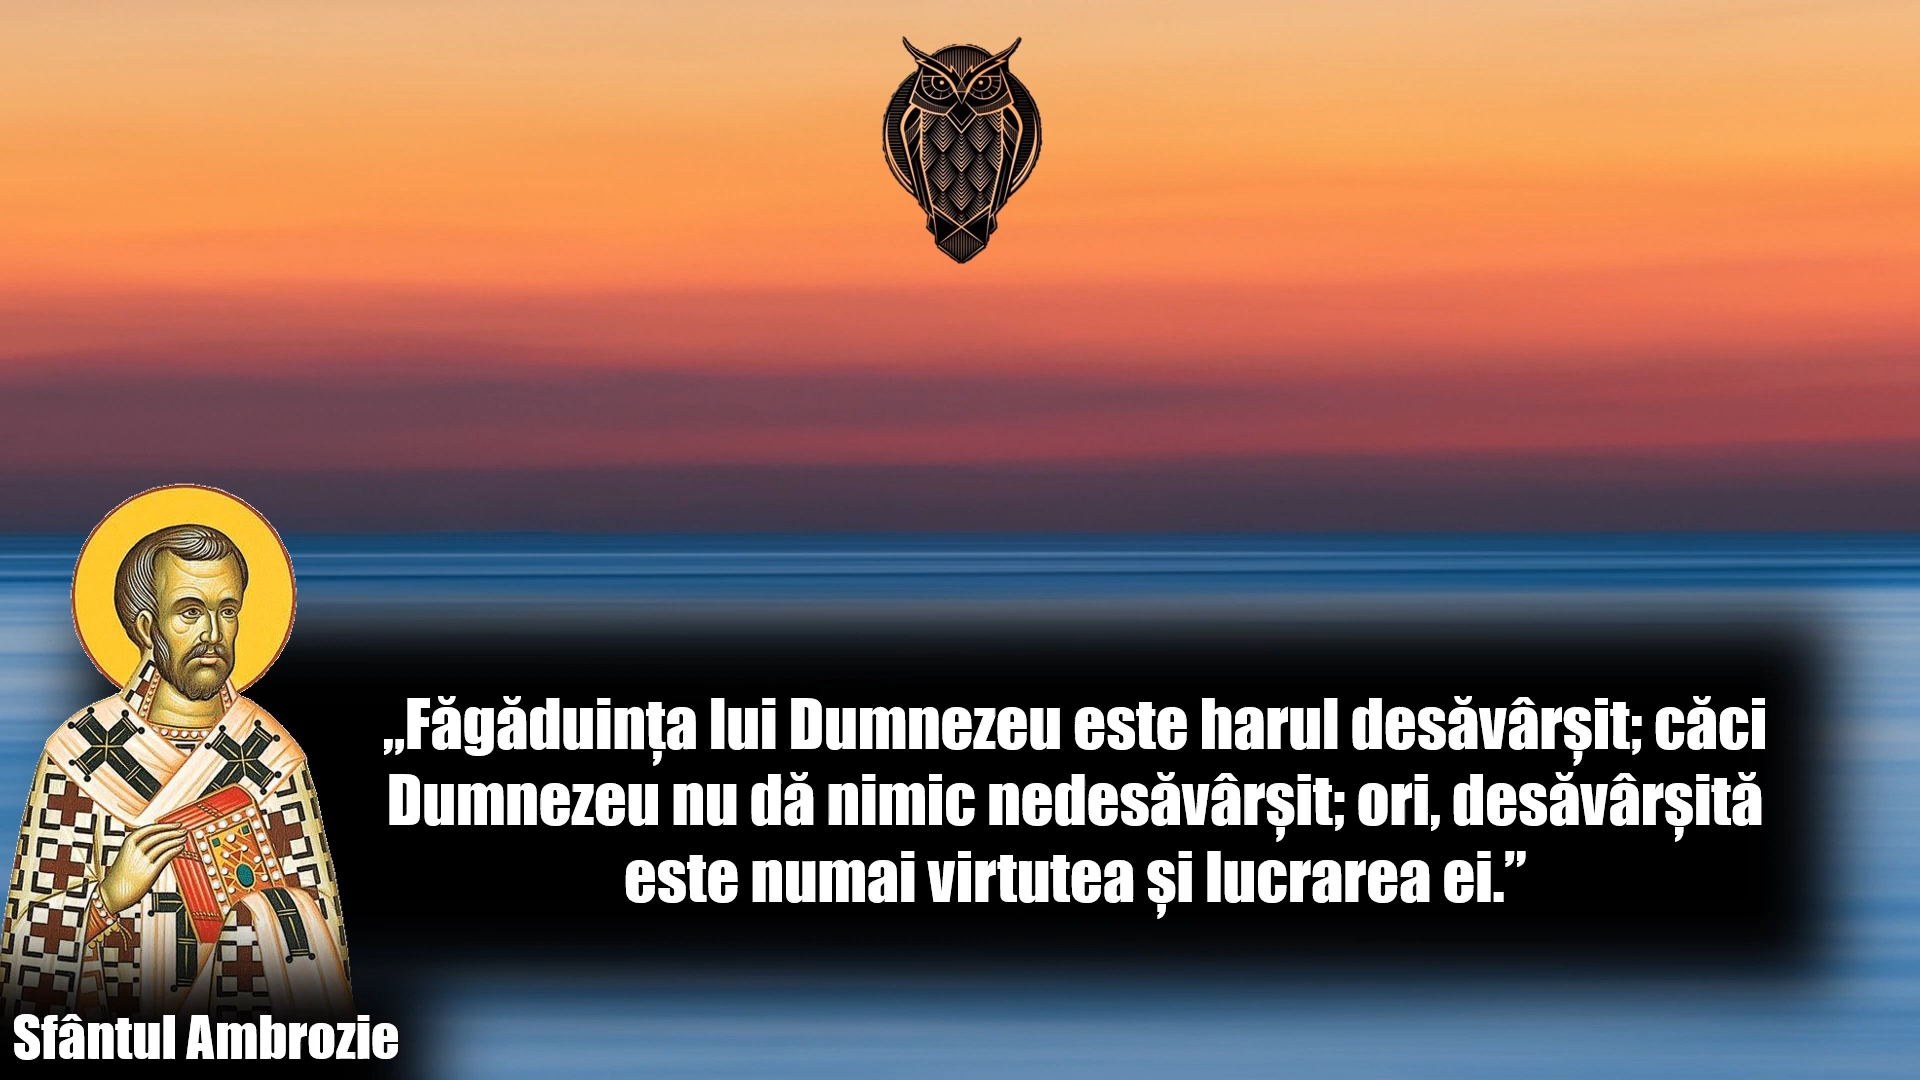 „Făgăduința lui Dumnezeu este harul desăvârșit; căci
Dumnezeu nu dă nimic nedesăvârșit; ori, desăvârșită
este numai virtutea și lucrarea ei.”
Sfântul Ambrozie